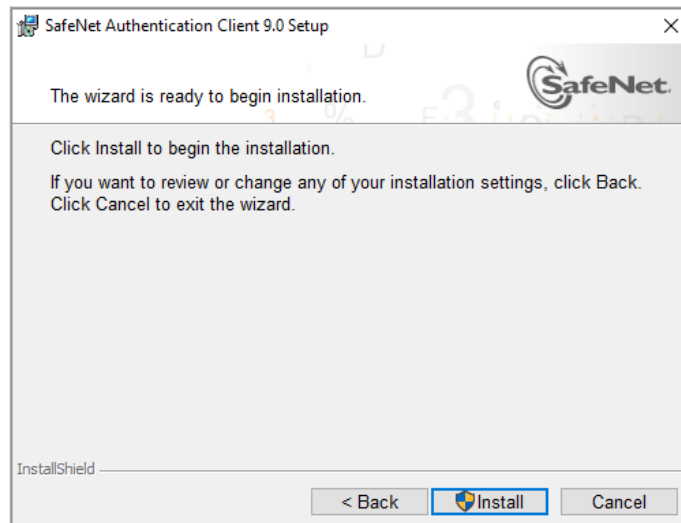 SafeNet Authentication Client 9.0 Setup
The wizard is ready to begin installation.
SafeNet.
Click Install to begin the installation.
If you want to review or change any of your installation settings, click Back.
Click Cancel to exit the wizard.
InstallShield
< Back
Install
Cancel